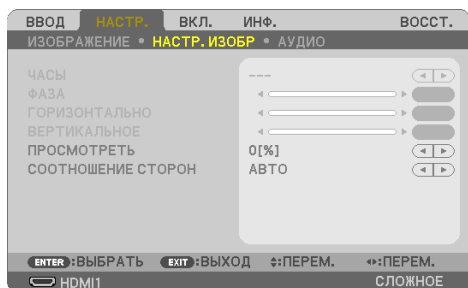 ВВОД НАСТР. ВКЛ. ИНФ. ВОССТ.
ИЗОБРАЖЕНИЕ • НАСТР. ИЗОБР • АУДИО
ЧАСЫ ---
ФАЗА
ГОРИЗОНТАЛЬНО
ВЕРТИКАЛЬНОЕ
ПРОСМОТРЕТЬ 0[%]
СООТНОШЕНИЕ СТОРОН АВТО
ENTER :ВЫБРАТЬ EXIT :ВЫХОД :ПЕРЕМ. :ПЕРЕМ.
HDMI1 СЛОЖНОЕ